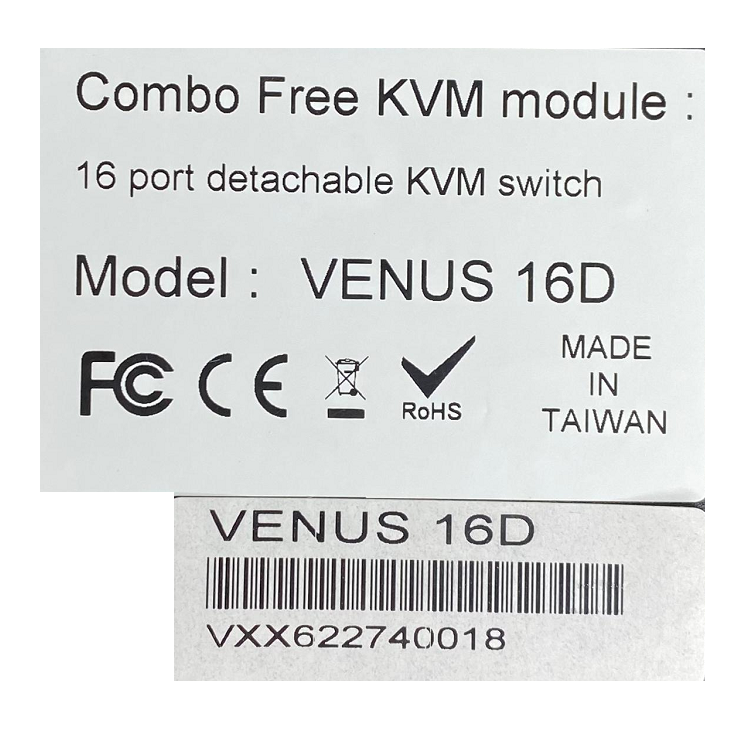 Combo Free KVM module :
16 port detachable KVM switch
Model : VENUS 16D
FC CE RoHS
MADE
IN
TAIWAN
VENUS 16D
VXX622740018